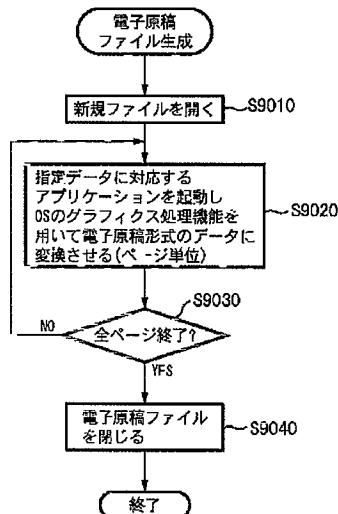 電子原稿
ファイル生成
新規ファイルを開く
S9010
指定データに対応する
アプリケーションを起動し
OSのグラフィクス処理機能を
用いて電子原稿形式のデータに
変換させる(ページ単位)
S9020
S9030
全ページ終了?
NO
YES
電子原稿ファイル
を閉じる
S9040
終了